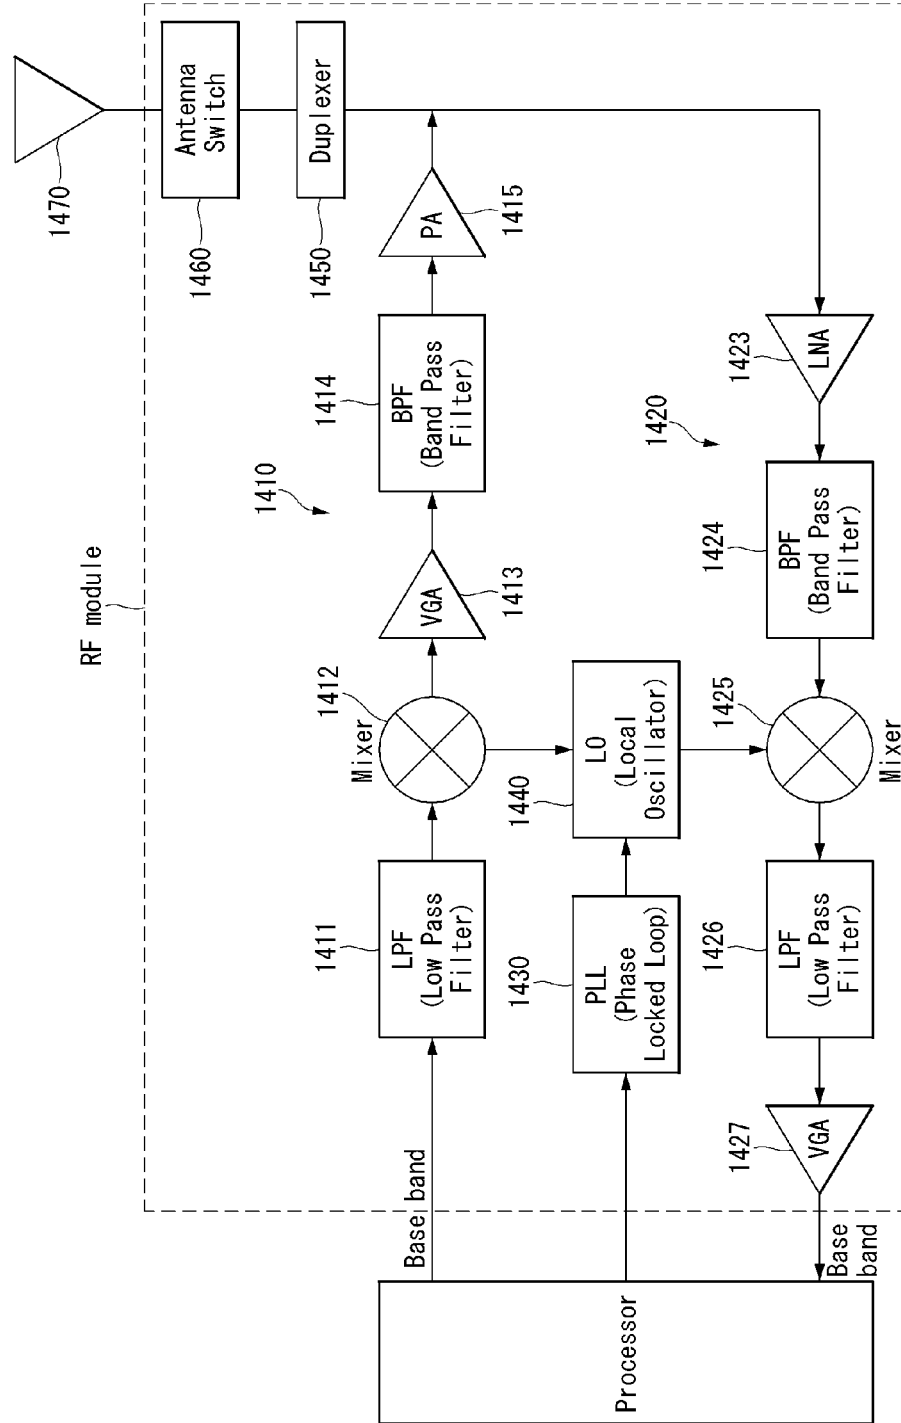 RF module
1470
Antenna
Switch
1460
Duplexer
1450
PA
1415
BPF
(Band Pass
Filter)
1414
1410
VGA
1413
Mixer
1412
LPF
(Low Pass
Filter)
1411
Base band
Processor
PLL
(Phase
Locked Loop)
1430
LO
(Local
Oscillator)
1440
LNA
1423
1420
BPF
(Band Pass
Filter)
1424
1425
Mixer
LPF
(Low Pass
Filter)
1426
VGA
1427
Base
band